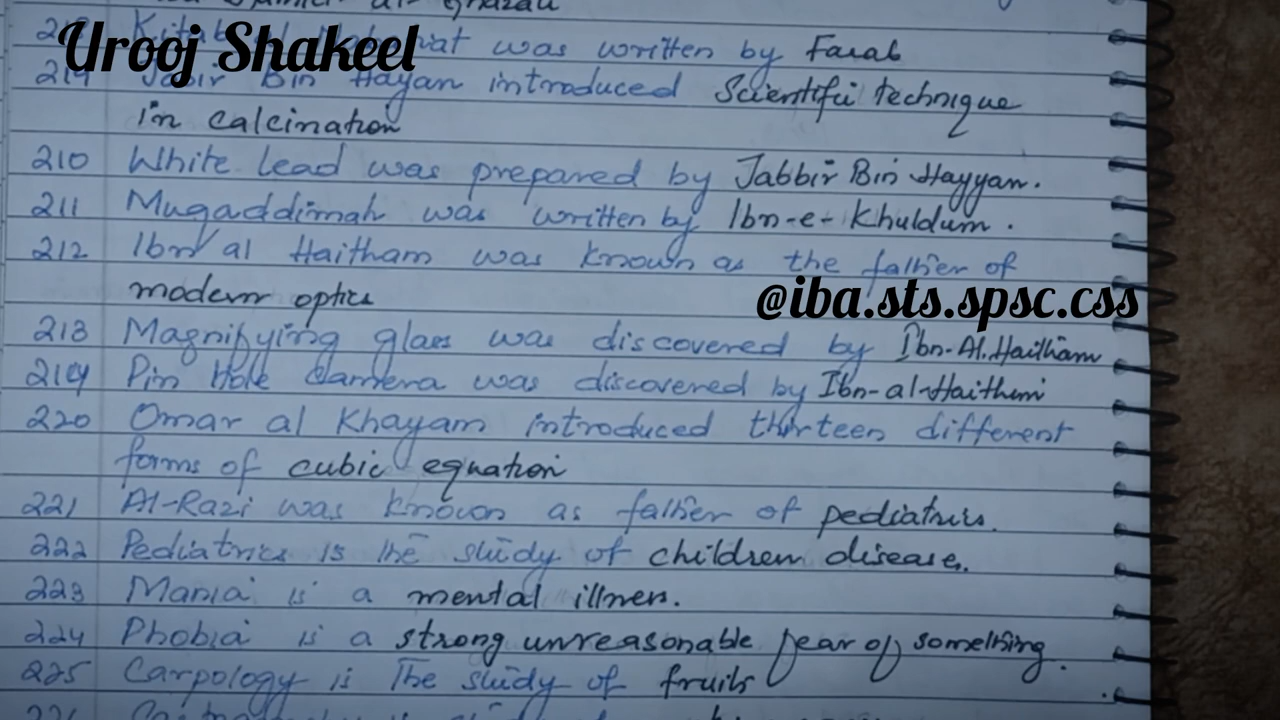 al-Ghazali
Urooj Shakeel
was written by Farab
219 Jabir Bin Hayan introduced Scientific technique
in calcination
210 White lead was prepared by Jabbir Bin Hayyan.
211 Muqaddimah was written by Ibn-e-Khuldum.
212 Ibn al Haitham was known as the father of
modern optics
@iba.sts.spsc.css
213 Magnifying glass was discovered by Ibn-Al.Haitham
219 Pin Hole Camera was discovered by Ibn-al-Haithem
220 Omar al Khayam introduced thirteen different
forms of cubic equation
221 Al-Razi was known as father of pediatrics.
222 Pediatrics is the study of children disease.
223 Mania is a mental illness.
224 Phobia is a strong unreasonable fear of something.
225 Carpology is The study of fruits